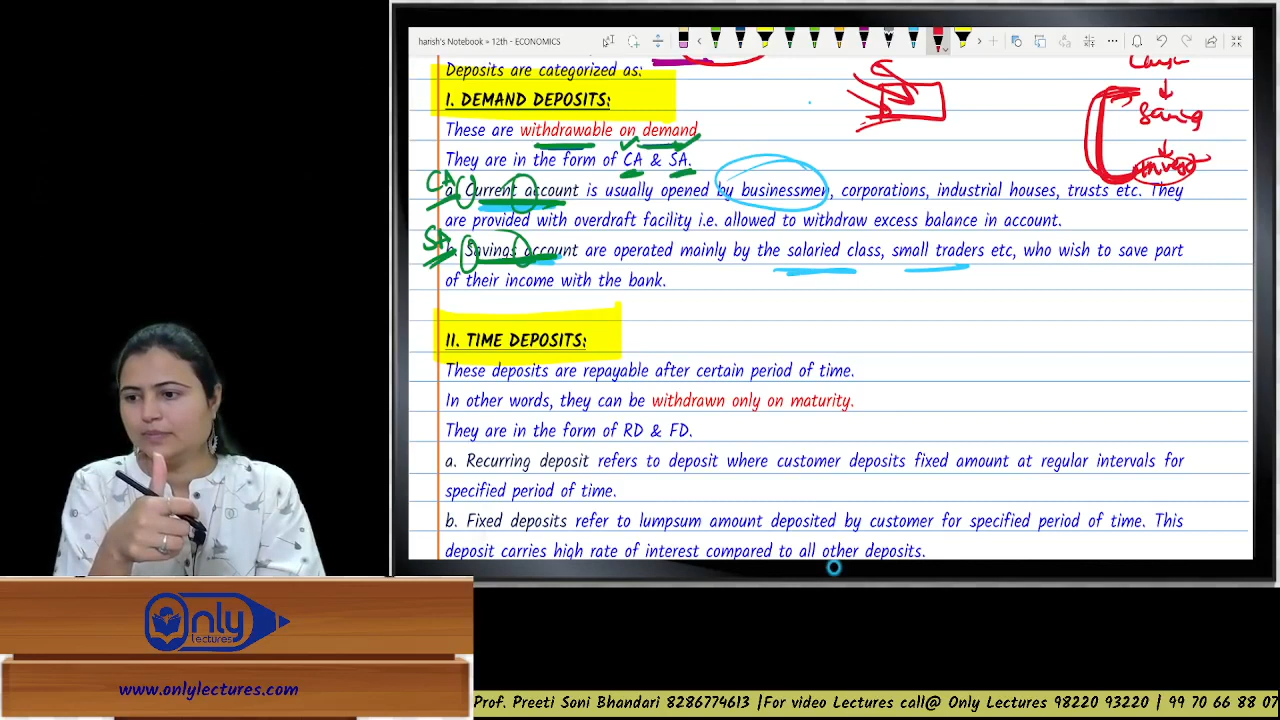 harish's Notebook » 12th - ECONOMICS
Deposits are categorized as:
I. DEMAND DEPOSITS:
These are withdrawable on demand
They are in the form of CA & SA.
CA
a. Current account is usually opened by businessmen, corporations, industrial houses, trusts etc. They
are provided with overdraft facility i.e. allowed to withdraw excess balance in account.
SA
b. Savings account are operated mainly by the salaried class, small traders etc, who wish to save part
of their income with the bank.
Saving
Invest
II. TIME DEPOSITS:
These deposits are repayable after certain period of time.
In other words, they can be withdrawn only on maturity.
They are in the form of RD & FD.
a. Recurring deposit refers to deposit where customer deposits fixed amount at regular intervals for
specified period of time.
b. Fixed deposits refer to lumpsum amount deposited by customer for specified period of time. This
deposit carries high rate of interest compared to all other deposits.
Only
lectures
www.onlylectures.com
Prof. Preeti Soni Bhandari 8286774613 |For video Lectures call@ Only Lectures 98220 93220 | 99 70 66 88 07